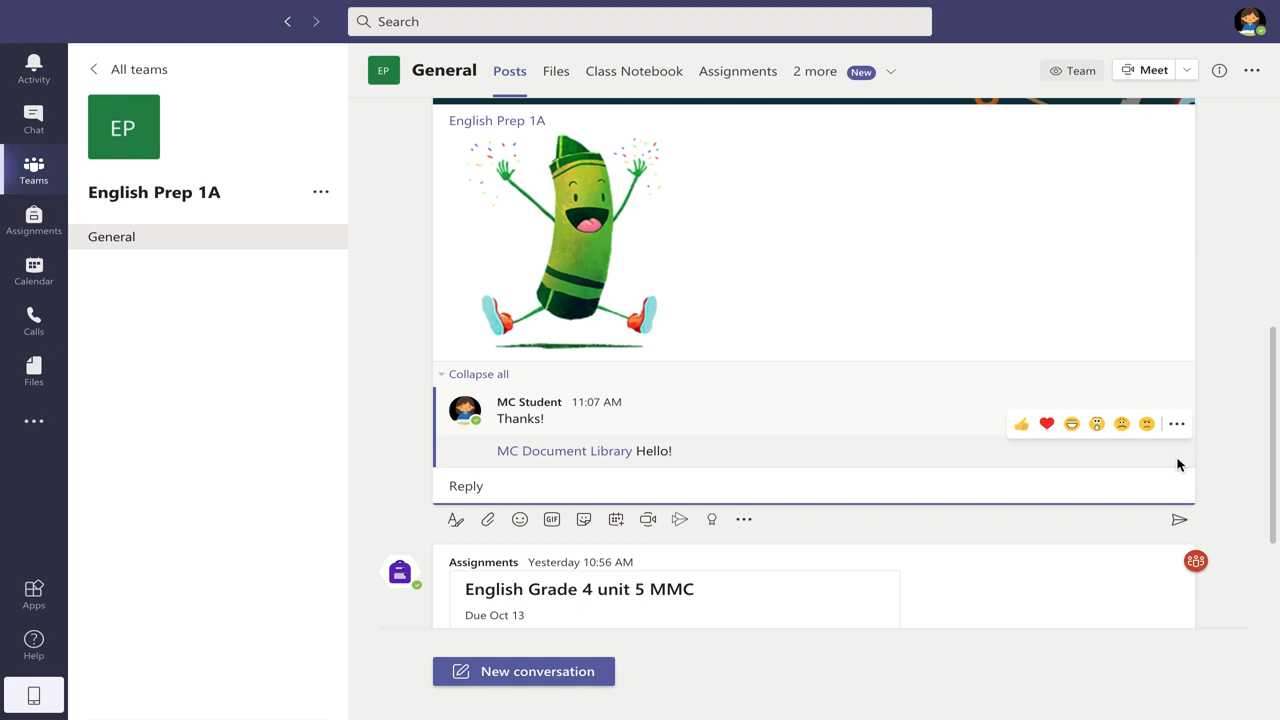 Search
Activity
Chat
Teams
Assignments
Calendar
Calls
Files
Apps
Help
All teams
EP
English Prep 1A
General
EP General Posts Files Class Notebook Assignments 2 more New Team Meet
English Prep 1A
Collapse all
MC Student 11:07 AM
Thanks!
MC Document Library Hello!
Reply
GIF
Assignments Yesterday 10:56 AM
English Grade 4 unit 5 MMC
Due Oct 13
New conversation